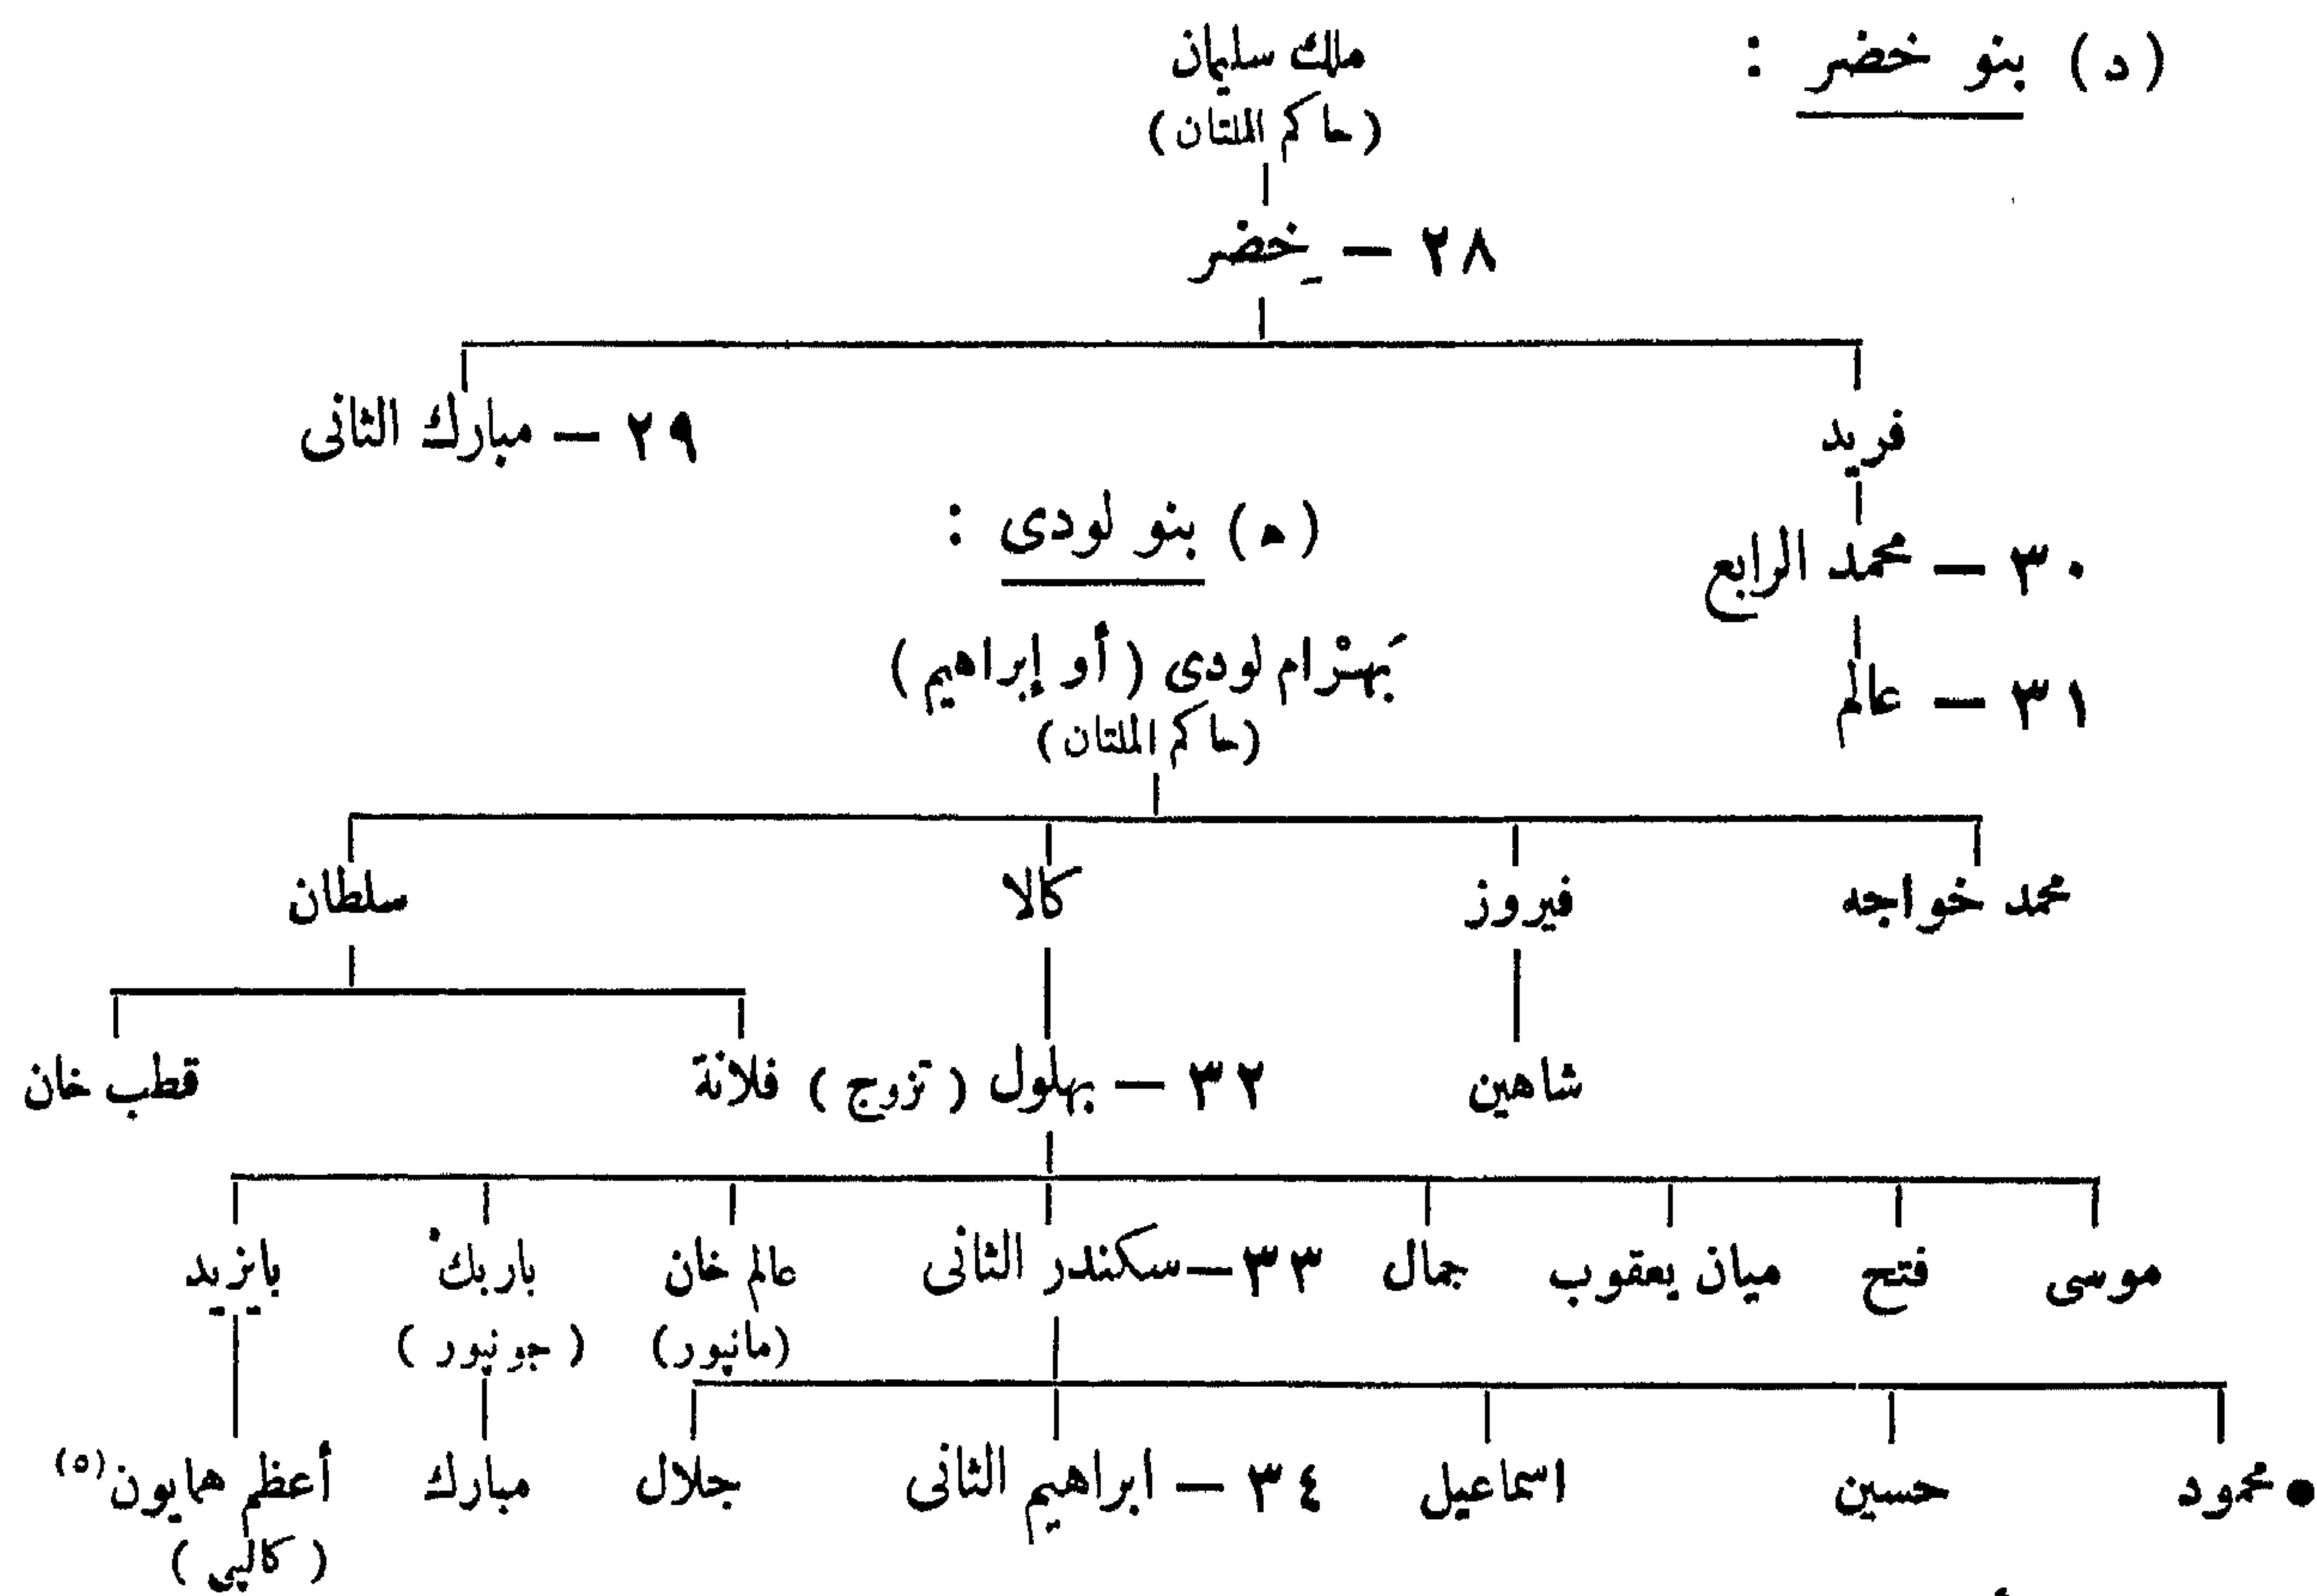 (د) بنو خضر :
ملك سليمان
(حاكم الملتان)
٢٨ – خِضر
فريد
٢٩ – مبارك الثانى
٣٠ – محمد الرابع
٣١ – عالم
(ه) بنو لودى :
بَهْرام لودى (أو إبراهيم)
(حاكم الملتان)
محمد خواجه فيروز كالا سلطان
شاهين ٣٢ – بهلول (تزوج) فلانة قطب خان
موسى فتح ميان يعقوب جمال ٣٣ – سكندر الثانى عالم خان باربك بايزيد
(مانپور) (جونپور)
• محمود حسين اسماعيل ٣٤ – ابراهيم الثانى جلال مبارك أعظم همايون (٥)
(كالپى)